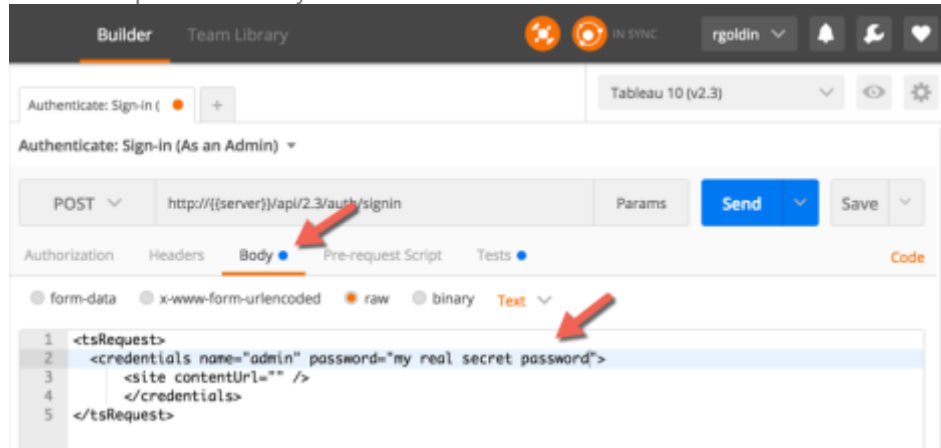 Builder Team Library IN SYNC rgoldin
Authenticate: Sign-in ( + Tableau 10 (v2.3)
Authenticate: Sign-in (As an Admin)
POST http://{{server}}/api/2.3/auth/signin Params Send Save
Authorization Headers Body Pre-request Script Tests Code
form-data x-www-form-urlencoded raw binary Text
1 <tsRequest>
2 <credentials name="admin" password="my real secret password">
3 <site contentUrl="" />
4 </credentials>
5 </tsRequest>